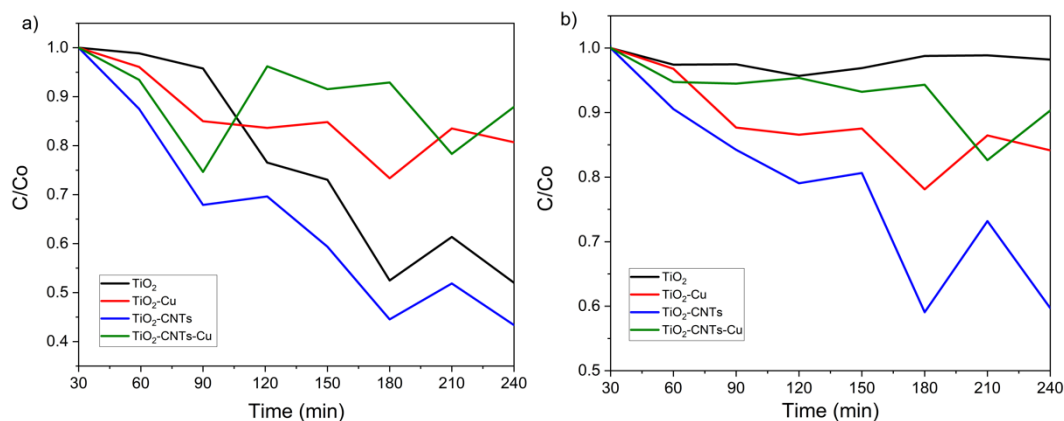 a)
1.0
0.9
0.8
0.7
0.6
0.5
0.4
C/Co
TiO₂
TiO₂-Cu
TiO₂-CNTs
TiO₂-CNTs-Cu
30 60 90 120 150 180 210 240
Time (min)
b)
1.0
0.9
0.8
0.7
0.6
0.5
C/Co
TiO₂
TiO₂-Cu
TiO₂-CNTs
TiO₂-CNTs-Cu
30 60 90 120 150 180 210 240
Time (min)